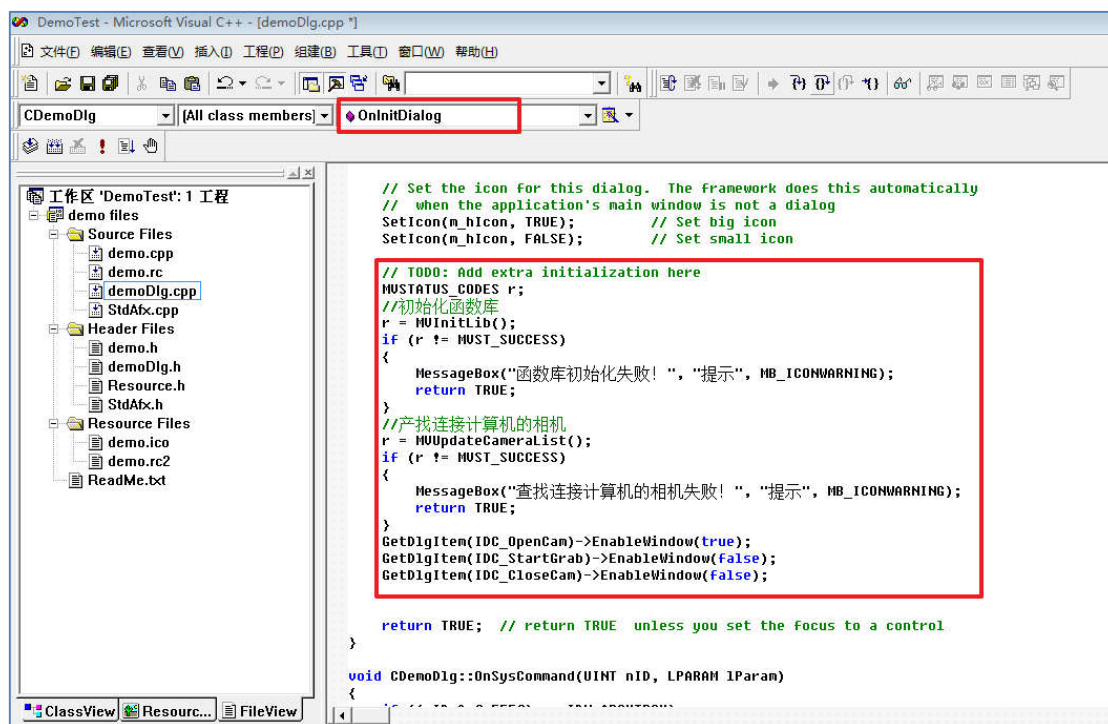 DemoTest - Microsoft Visual C++ - [demoDlg.cpp *]
文件(F) 编辑(E) 查看(V) 插入(I) 工程(P) 组建(B) 工具(T) 窗口(W) 帮助(H)
CDemoDlg [All class members] OnInitDialog
工作区 'DemoTest': 1 工程
demo files
Source Files
demo.cpp
demo.rc
demoDlg.cpp
StdAfx.cpp
Header Files
demo.h
demoDlg.h
Resource.h
StdAfx.h
Resource Files
demo.ico
demo.rc2
ReadMe.txt
ClassView Resourc... FileView
// Set the icon for this dialog.  The framework does this automatically
//  when the application's main window is not a dialog
SetIcon(m_hIcon, TRUE);         // Set big icon
SetIcon(m_hIcon, FALSE);        // Set small icon
// TODO: Add extra initialization here
MVSTATUS_CODES r;
//初始化函数库
r = MVInitLib();
if (r != MVST_SUCCESS)
{
MessageBox("函数库初始化失败！", "提示", MB_ICONWARNING);
return TRUE;
}
//产找连接计算机的相机
r = MVUpdateCameraList();
if (r != MVST_SUCCESS)
{
MessageBox("查找连接计算机的相机失败！", "提示", MB_ICONWARNING);
return TRUE;
}
GetDlgItem(IDC_OpenCam)->EnableWindow(true);
GetDlgItem(IDC_StartGrab)->EnableWindow(false);
GetDlgItem(IDC_CloseCam)->EnableWindow(false);
return TRUE;  // return TRUE  unless you set the focus to a control
}
void CDemoDlg::OnSysCommand(UINT nID, LPARAM lParam)
{